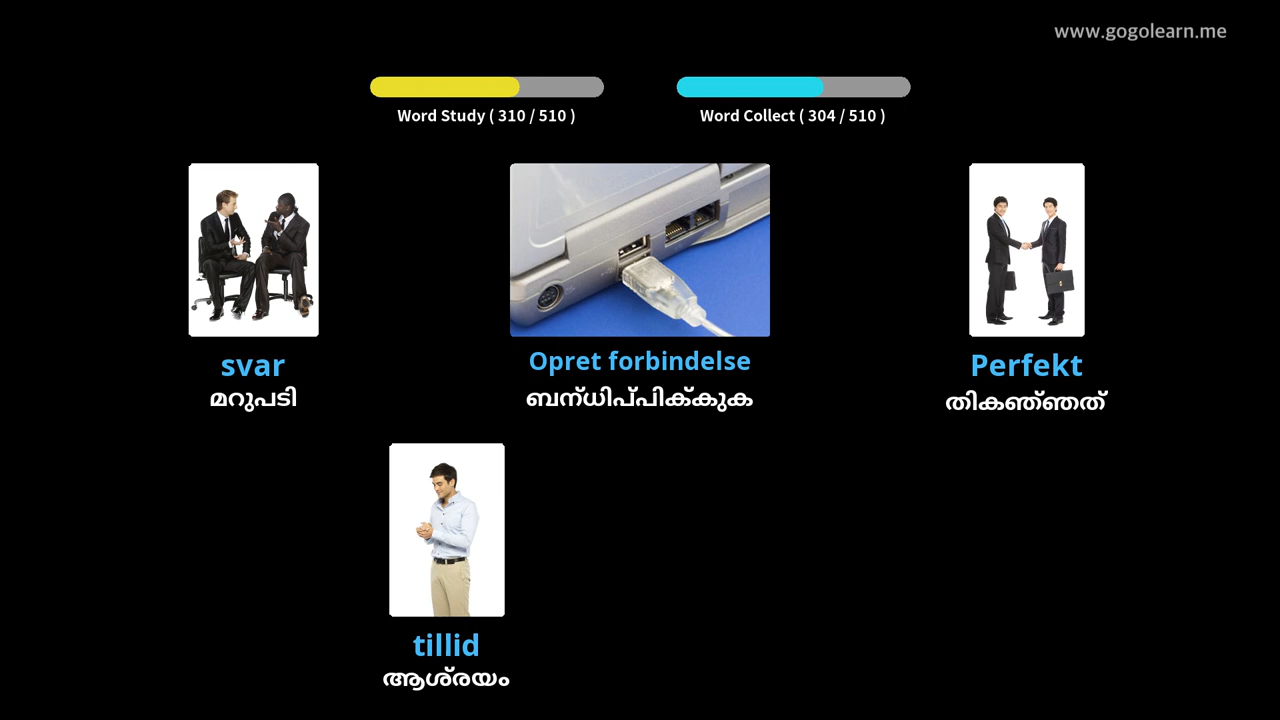 www.gogolearn.me
Word Study ( 310 / 510 )
Word Collect ( 304 / 510 )
svar
മറുപടി
Opret forbindelse
ബന്ധിപ്പിക്കുക
Perfekt
തികഞ്ഞത്
tillid
ആശ്രയം